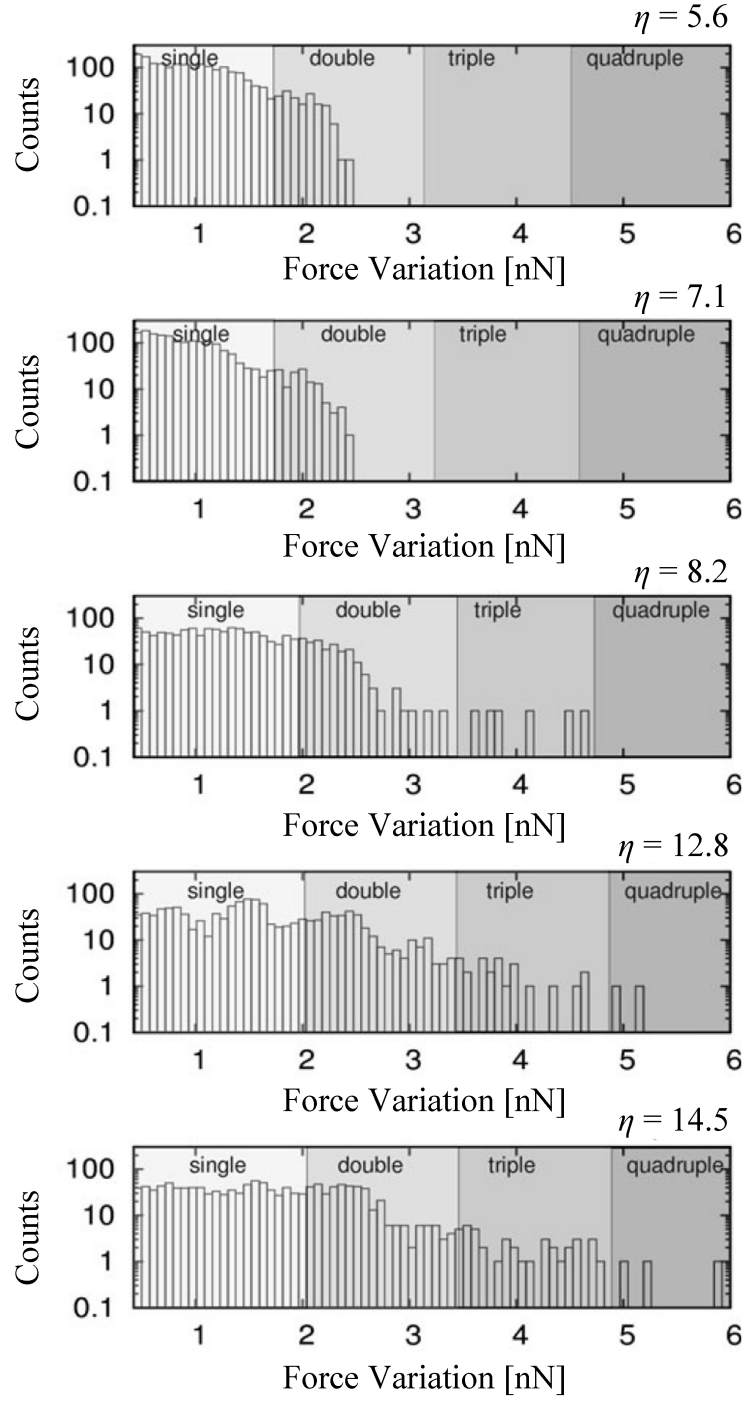 η = 5.6
single double triple quadruple
100
10
1
0.1
Counts
1 2 3 4 5 6
Force Variation [nN]
η = 7.1
single double triple quadruple
100
10
1
0.1
Counts
1 2 3 4 5 6
Force Variation [nN]
η = 8.2
single double triple quadruple
100
10
1
0.1
Counts
1 2 3 4 5 6
Force Variation [nN]
η = 12.8
single double triple quadruple
100
10
1
0.1
Counts
1 2 3 4 5 6
Force Variation [nN]
η = 14.5
single double triple quadruple
100
10
1
0.1
Counts
1 2 3 4 5 6
Force Variation [nN]